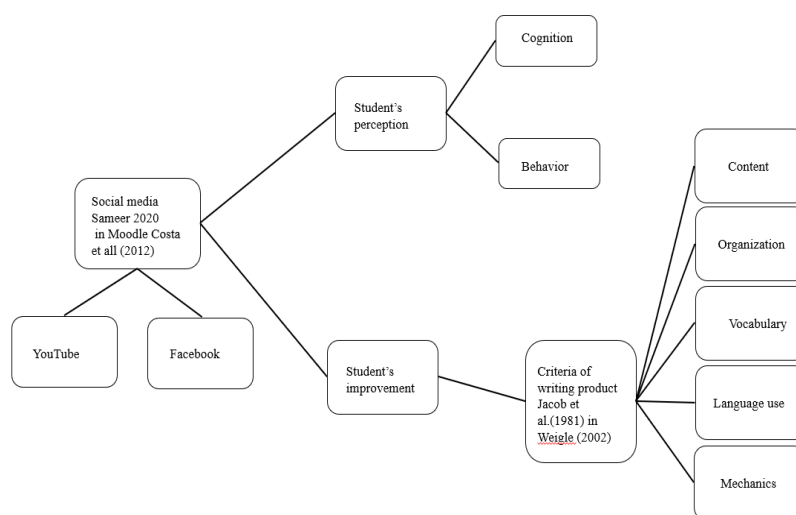 Cognition
Student's
perception
Behavior
Social media
Sameer 2020
in Moodle Costa
et all (2012)
YouTube
Facebook
Student's
improvement
Criteria of
writing product
Jacob et
al.(1981) in
Weigle (2002)
Content
Organization
Vocabulary
Language use
Mechanics